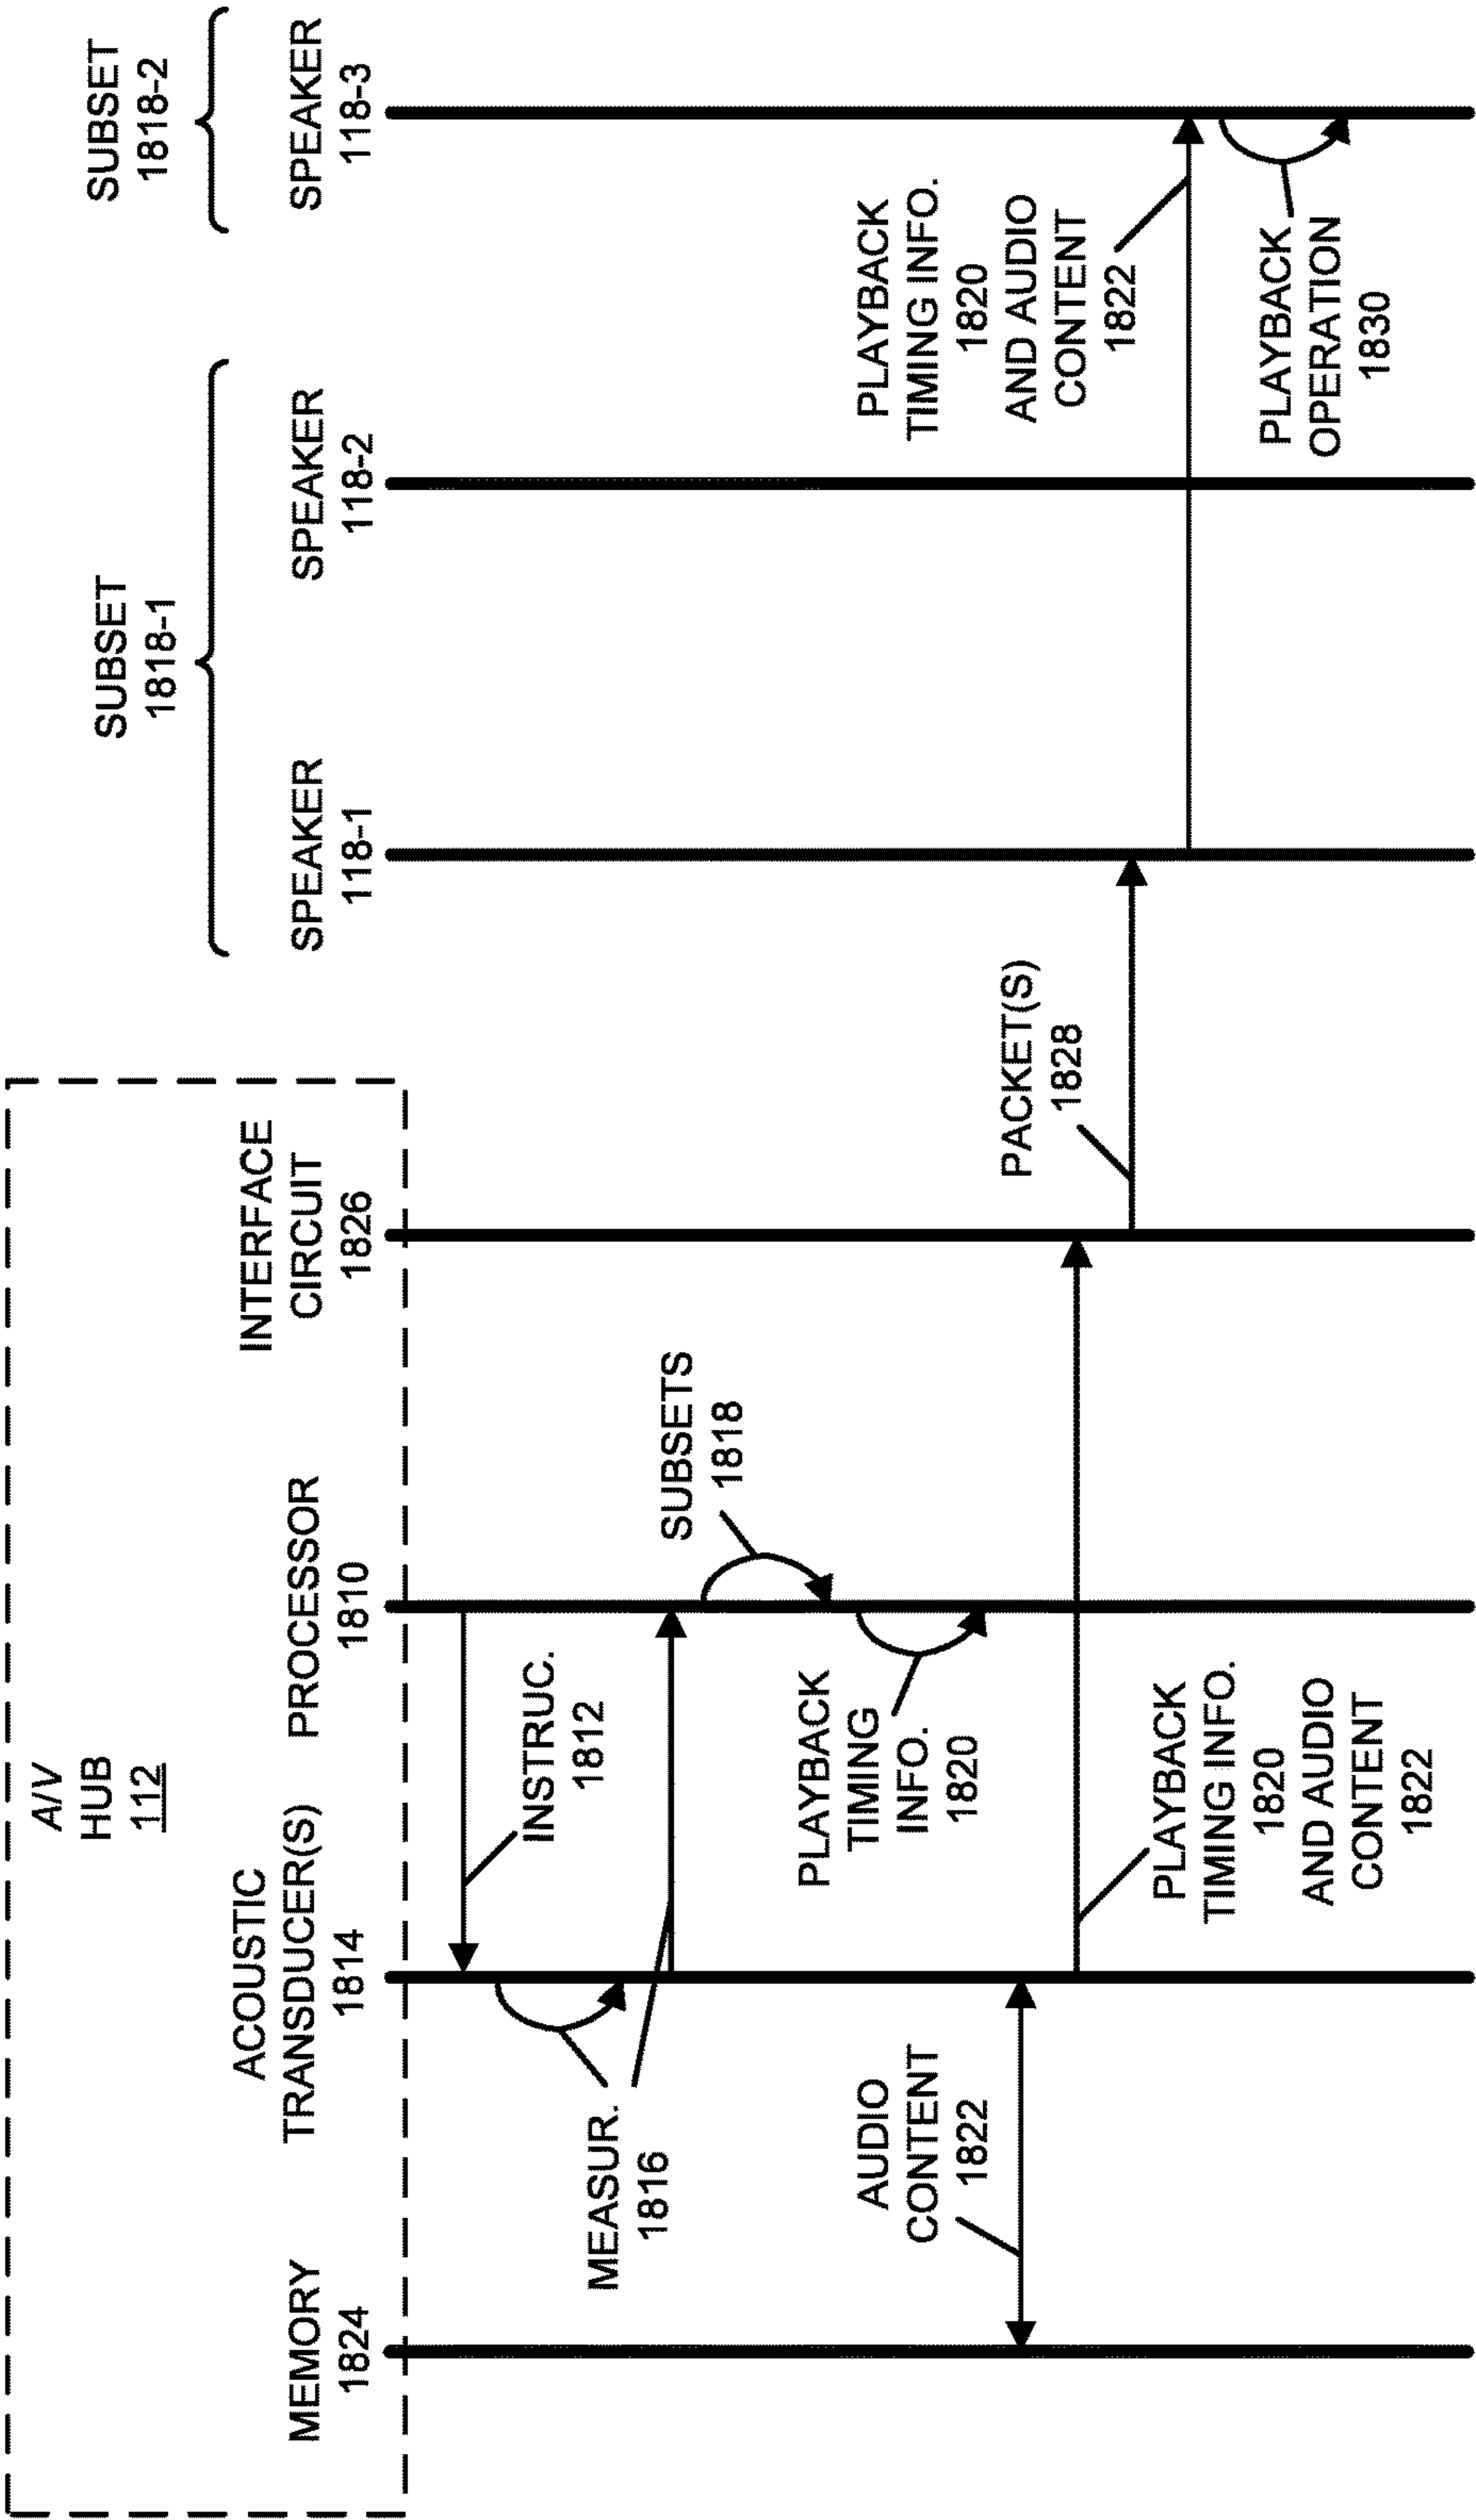 A/V
HUB
112
MEMORY
1824
ACOUSTIC
TRANSDUCER(S)
1814
PROCESSOR
1810
INTERFACE
CIRCUIT
1826
SUBSET
1818-1
SPEAKER
118-1
SPEAKER
118-2
SUBSET
1818-2
SPEAKER
118-3
INSTRUC.
1812
MEASUR.
1816
SUBSETS
1818
PLAYBACK
TIMING
INFO.
1820
AUDIO
CONTENT
1822
PLAYBACK
TIMING INFO.
1820
AND AUDIO
CONTENT
1822
PACKET(S)
1828
PLAYBACK
TIMING INFO.
1820
AND AUDIO
CONTENT
1822
PLAYBACK
OPERATION
1830